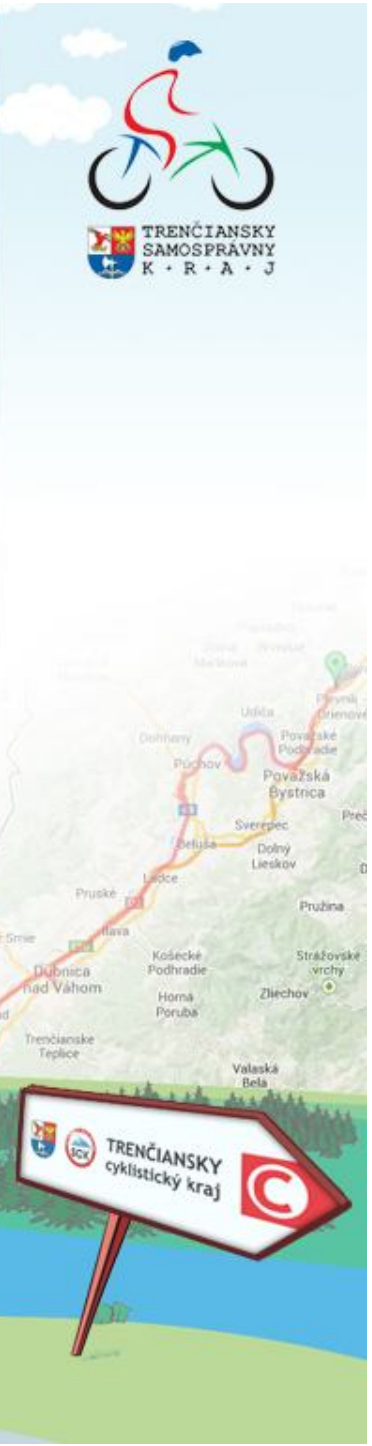 TRENČIANSKY
SAMOSPRÁVNY
K · R · A · J
Udiča
Dohňany
Považské
Podhradie
Púchov
Považská
Bystrica
Sverepec
Beluša
Dolný
Lieskov
Ladce
Pruské
Pružina
Ilava
Košecké
Podhradie
Strážovské
vrchy
Dubnica
nad Váhom
Horná
Poruba
Zliechov
Trenčianske
Teplice
Valaská
Belá
SCK
TRENČIANSKY
cyklistický kraj
C